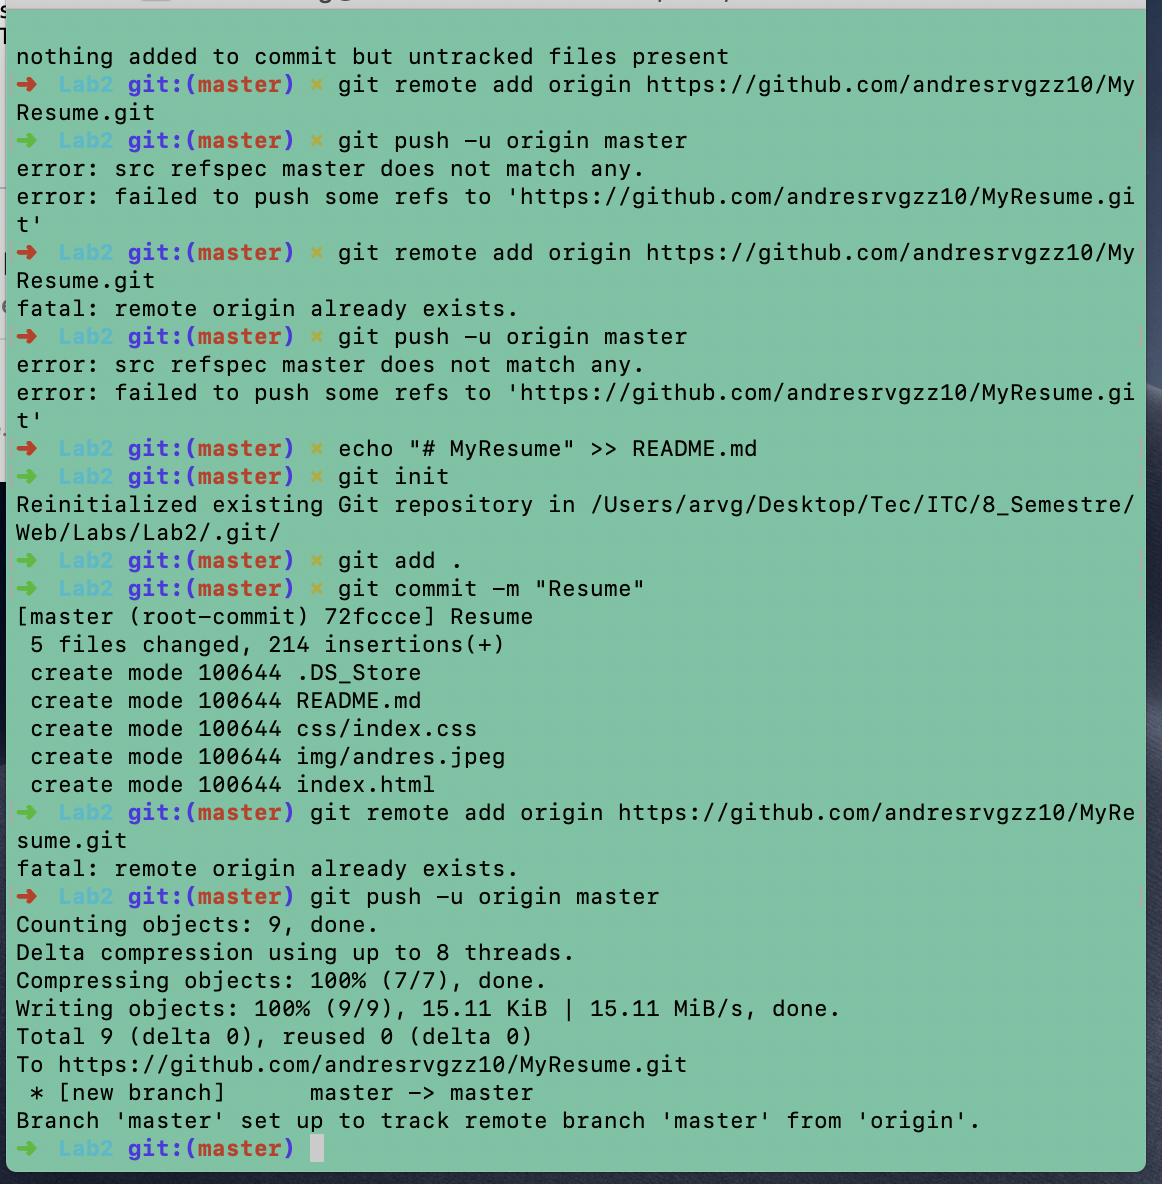 nothing added to commit but untracked files present
➜ Lab2 git:(master) × git remote add origin https://github.com/andresrvgzz10/My
Resume.git
➜ Lab2 git:(master) × git push -u origin master
error: src refspec master does not match any.
error: failed to push some refs to 'https://github.com/andresrvgzz10/MyResume.gi
t'
➜ Lab2 git:(master) × git remote add origin https://github.com/andresrvgzz10/My
Resume.git
fatal: remote origin already exists.
➜ Lab2 git:(master) × git push -u origin master
error: src refspec master does not match any.
error: failed to push some refs to 'https://github.com/andresrvgzz10/MyResume.gi
t'
➜ Lab2 git:(master) × echo "# MyResume" >> README.md
➜ Lab2 git:(master) × git init
Reinitialized existing Git repository in /Users/arvg/Desktop/Tec/ITC/8_Semestre/
Web/Labs/Lab2/.git/
➜ Lab2 git:(master) × git add .
➜ Lab2 git:(master) × git commit -m "Resume"
[master (root-commit) 72fccce] Resume
 5 files changed, 214 insertions(+)
 create mode 100644 .DS_Store
 create mode 100644 README.md
 create mode 100644 css/index.css
 create mode 100644 img/andres.jpeg
 create mode 100644 index.html
➜ Lab2 git:(master) git remote add origin https://github.com/andresrvgzz10/MyRe
sume.git
fatal: remote origin already exists.
➜ Lab2 git:(master) git push -u origin master
Counting objects: 9, done.
Delta compression using up to 8 threads.
Compressing objects: 100% (7/7), done.
Writing objects: 100% (9/9), 15.11 KiB | 15.11 MiB/s, done.
Total 9 (delta 0), reused 0 (delta 0)
To https://github.com/andresrvgzz10/MyResume.git
 * [new branch]      master -> master
Branch 'master' set up to track remote branch 'master' from 'origin'.
➜ Lab2 git:(master)